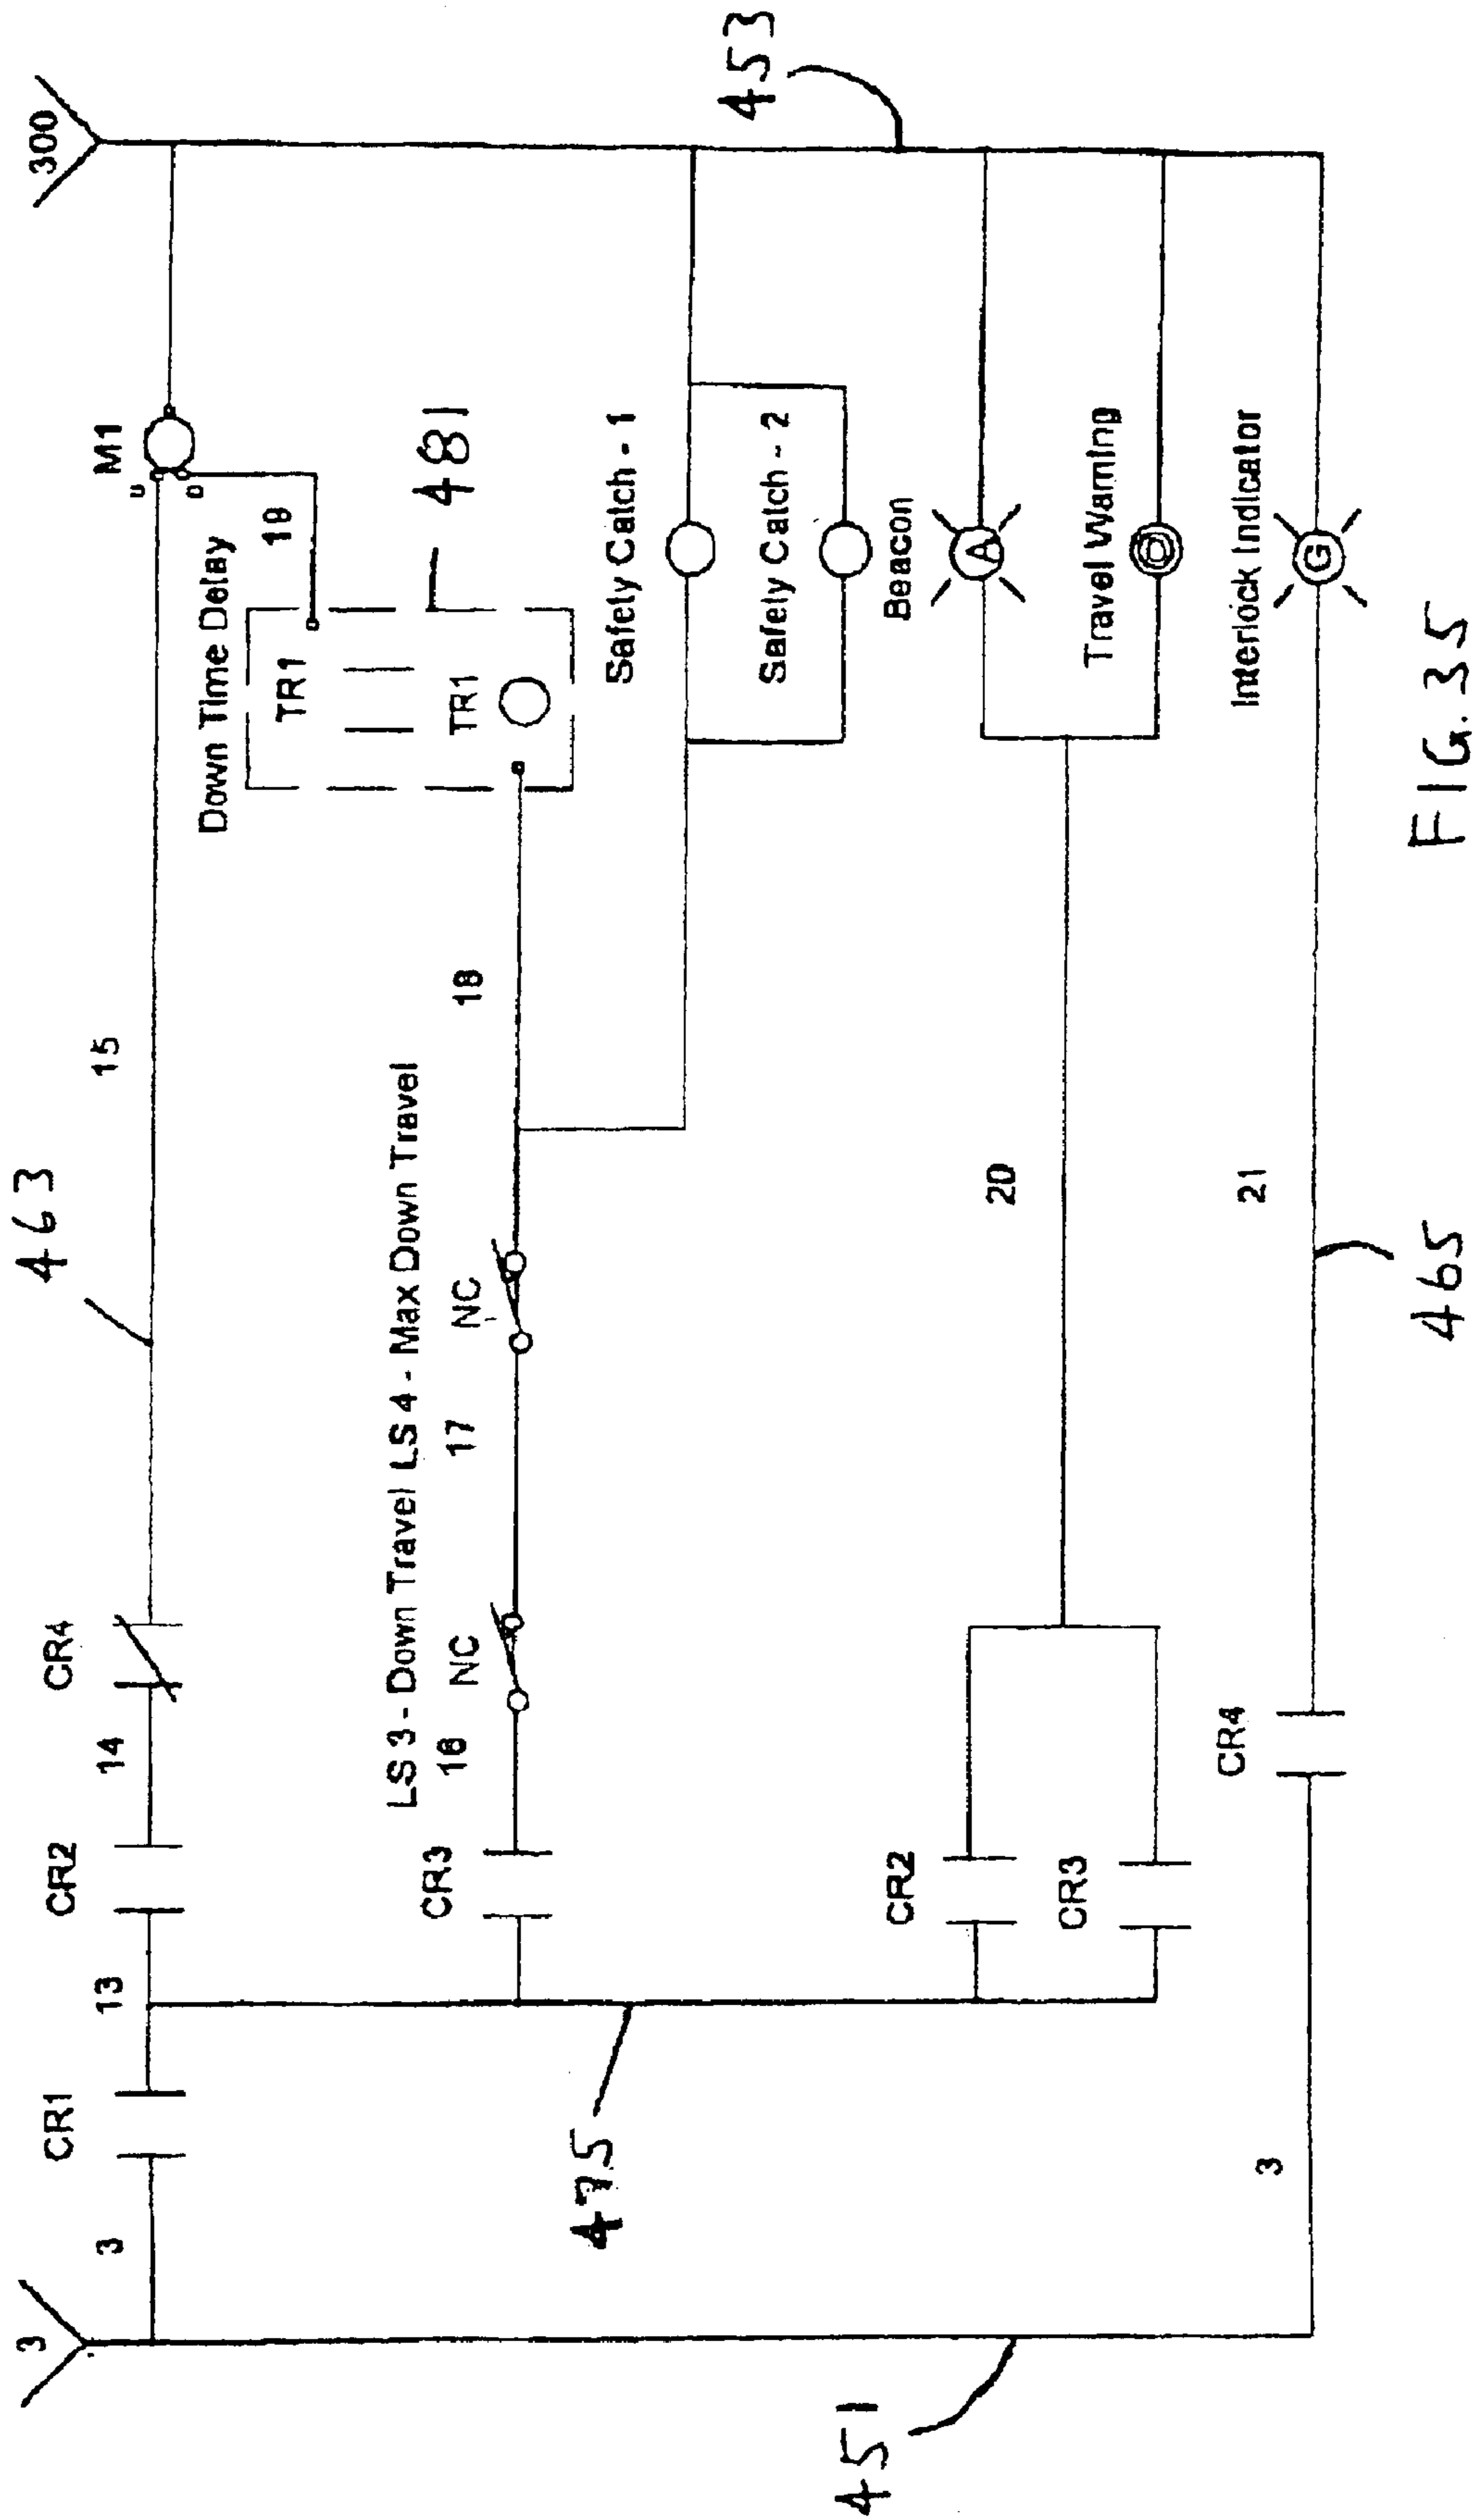 3
300
3
CR1
13
CR2
14
CR4
463
15
M1
U
D
19
Down Time Delay
TR1
TR1
481
LS 3 - Down Travel LS 4 - Max Down Travel
CR3
16
NC
17
NC
18
Safety Catch - 1
Safety Catch - 2
475
CR2
CR3
20
Beacon
A
Travel Warning
451
453
3
CR4
21
465
Interlock Indicator
G
FIG. 35